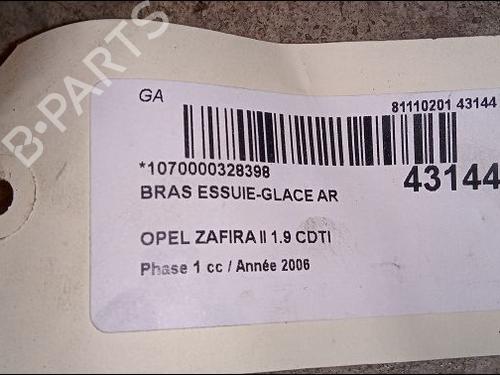 B-PARTS
GA
81110201 43144
*1070000328398
43144
BRAS ESSUIE-GLACE AR
OPEL ZAFIRA II 1.9 CDTI
Phase 1 cc / Année 2006